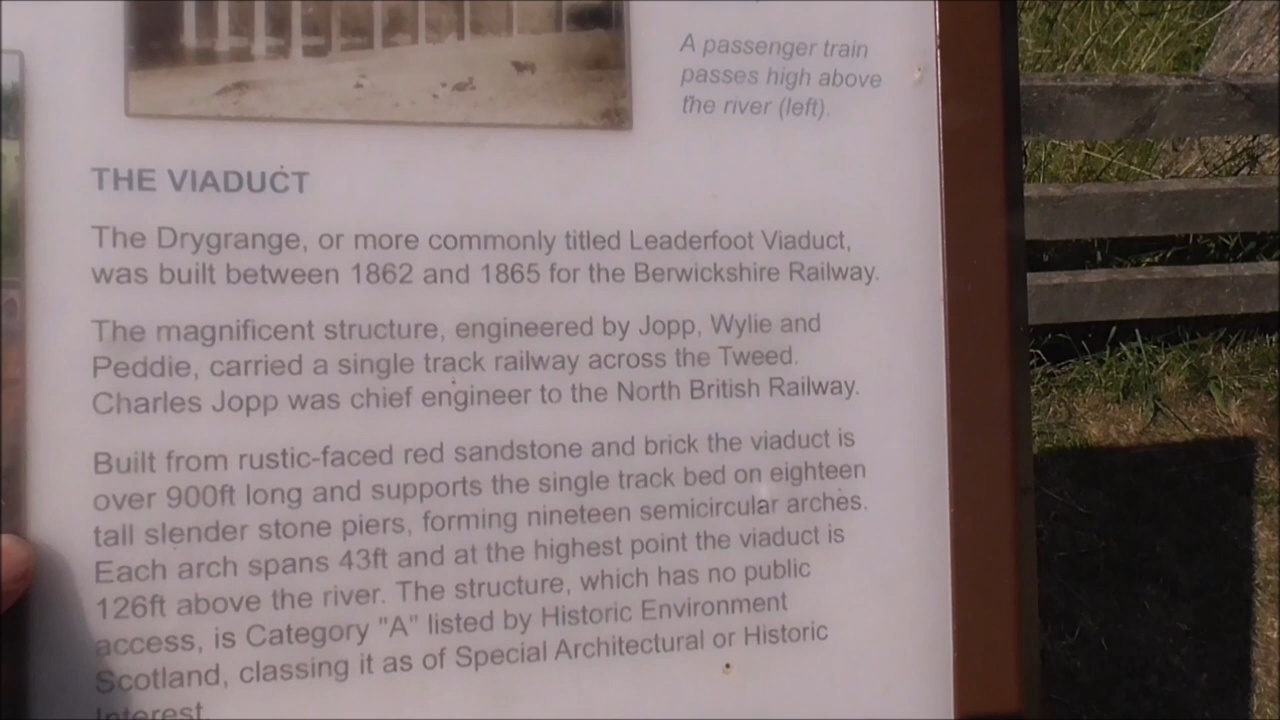 A passenger train
passes high above
the river (left).
THE VIADUCT
The Drygrange, or more commonly titled Leaderfoot Viaduct,
was built between 1862 and 1865 for the Berwickshire Railway.
The magnificent structure, engineered by Jopp, Wylie and
Peddie, carried a single track railway across the Tweed.
Charles Jopp was chief engineer to the North British Railway.
Built from rustic-faced red sandstone and brick the viaduct is
over 900ft long and supports the single track bed on eighteen
tall slender stone piers, forming nineteen semicircular arches.
Each arch spans 43ft and at the highest point the viaduct is
126ft above the river. The structure, which has no public
access, is Category "A" listed by Historic Environment
Scotland, classing it as of Special Architectural or Historic
Interest.